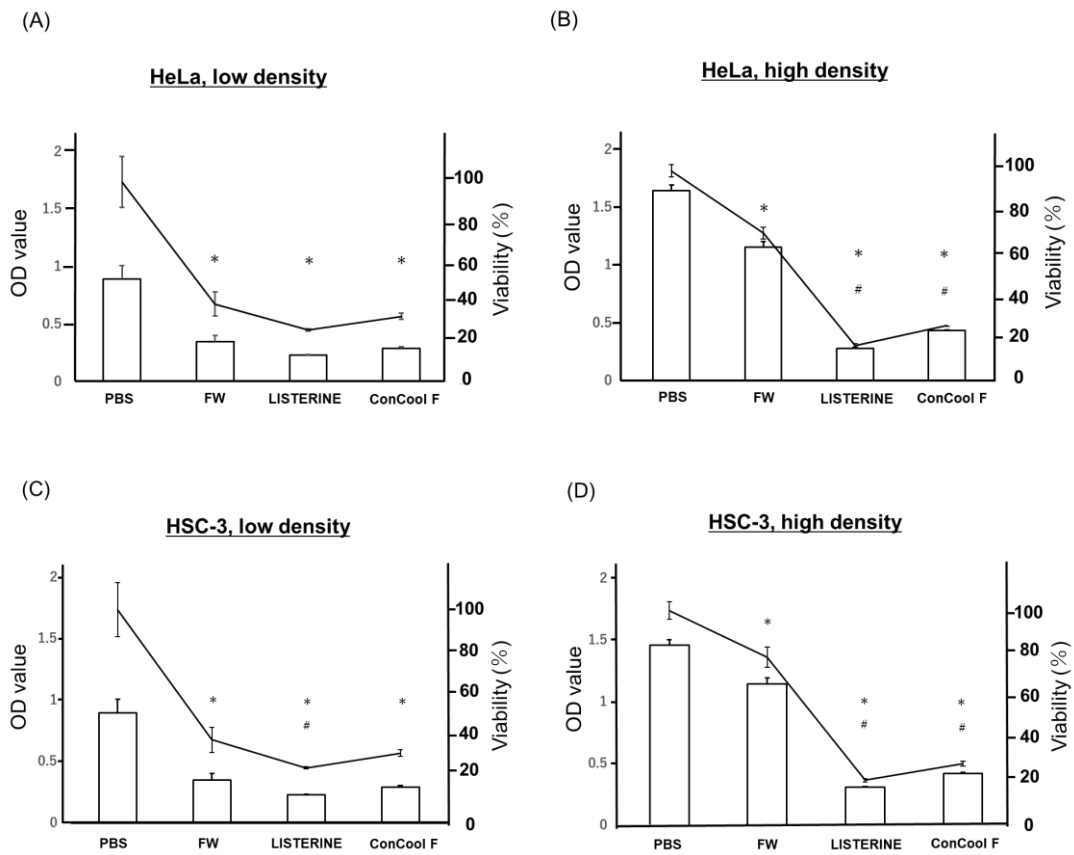 (A)
HeLa, low density
OD value
2
1.5
1
0.5
0
100
80
60
40
20
0
Viability (%)
*
*
*
PBS
FW
LISTERINE
ConCool F
(B)
HeLa, high density
OD value
2
1.5
1
0.5
0
100
80
60
40
20
0
Viability (%)
*
*
*
#
#
PBS
FW
LISTERINE
ConCool F
(C)
HSC-3, low density
OD value
2
1.5
1
0.5
0
100
80
60
40
20
0
Viability (%)
*
*
*
#
PBS
FW
LISTERINE
ConCool F
(D)
HSC-3, high density
OD value
2
1.5
1
0.5
0
100
80
60
40
20
0
Viability (%)
*
*
*
#
#
PBS
FW
LISTERINE
ConCool F